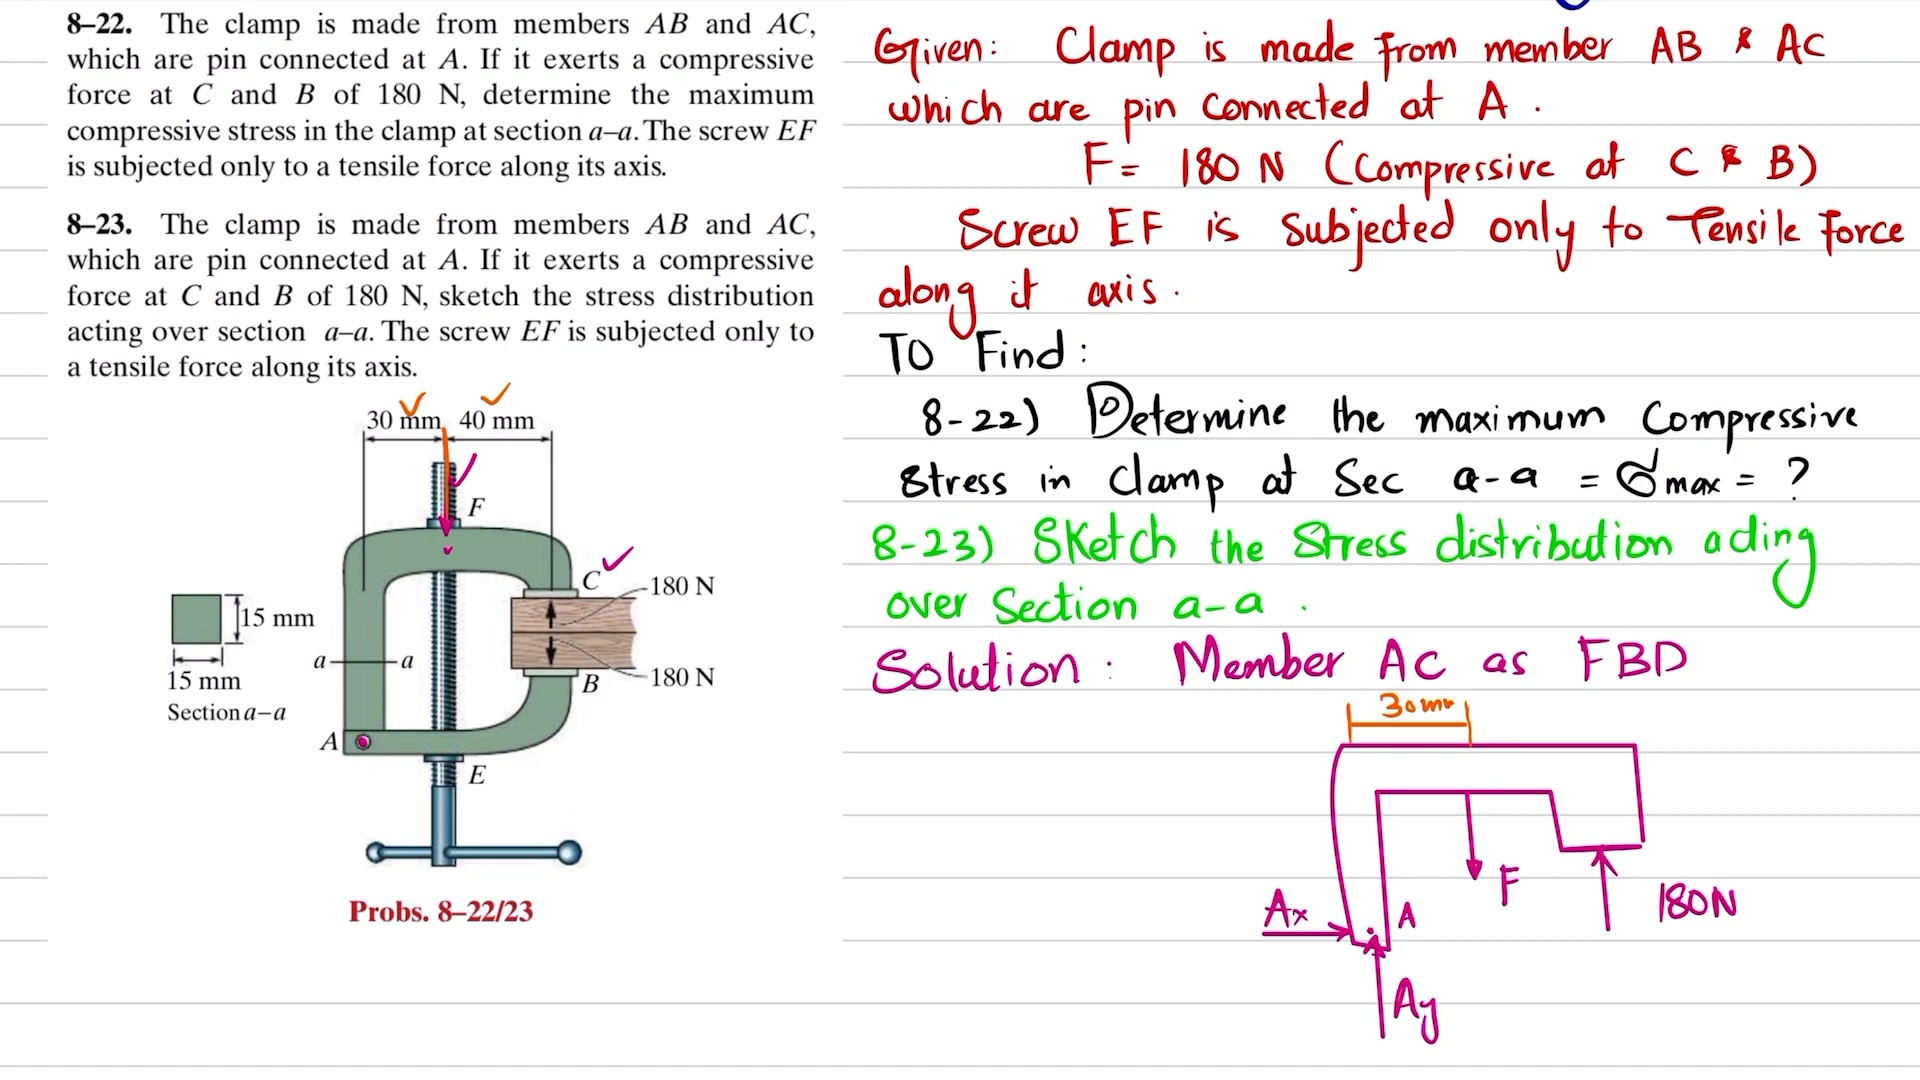 8–22. The clamp is made from members AB and AC,
which are pin connected at A. If it exerts a compressive
force at C and B of 180 N, determine the maximum
compressive stress in the clamp at section a–a. The screw EF
is subjected only to a tensile force along its axis.
8–23. The clamp is made from members AB and AC,
which are pin connected at A. If it exerts a compressive
force at C and B of 180 N, sketch the stress distribution
acting over section a–a. The screw EF is subjected only to
a tensile force along its axis.
30 mm 40 mm
F
C
180 N
15 mm
a a
15 mm
180 N
B
Section a–a
A
E
Probs. 8–22/23
Given: Clamp is made from member AB & AC
which are pin connected at A.
F = 180 N (Compressive at C & B)
Screw EF is Subjected only to Tensile Force
along it axis.
TO Find:
8-22) Determine the maximum Compressive
Stress in clamp at Sec a-a = σmax = ?
8-23) Sketch the Stress distribution acting
over Section a-a.
Solution: Member AC as FBD
30mm
F
180N
Ax
A
Ay